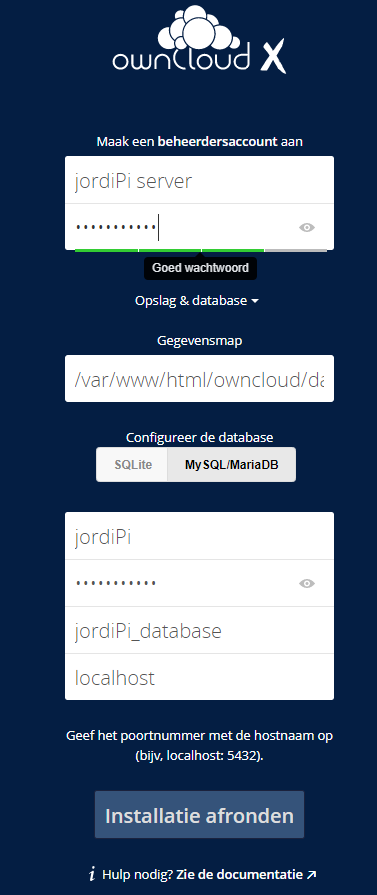 ownCloud X
Maak een beheerdersaccount aan
jordiPi server
•••••••••••
Goed wachtwoord
Opslag & database
Gegevensmap
/var/www/html/owncloud/da
Configureer de database
SQLite MySQL/MariaDB
jordiPi
•••••••••••
jordiPi_database
localhost
Geef het poortnummer met de hostnaam op
(bijv, localhost: 5432).
Installatie afronden
i Hulp nodig? Zie de documentatie ↗